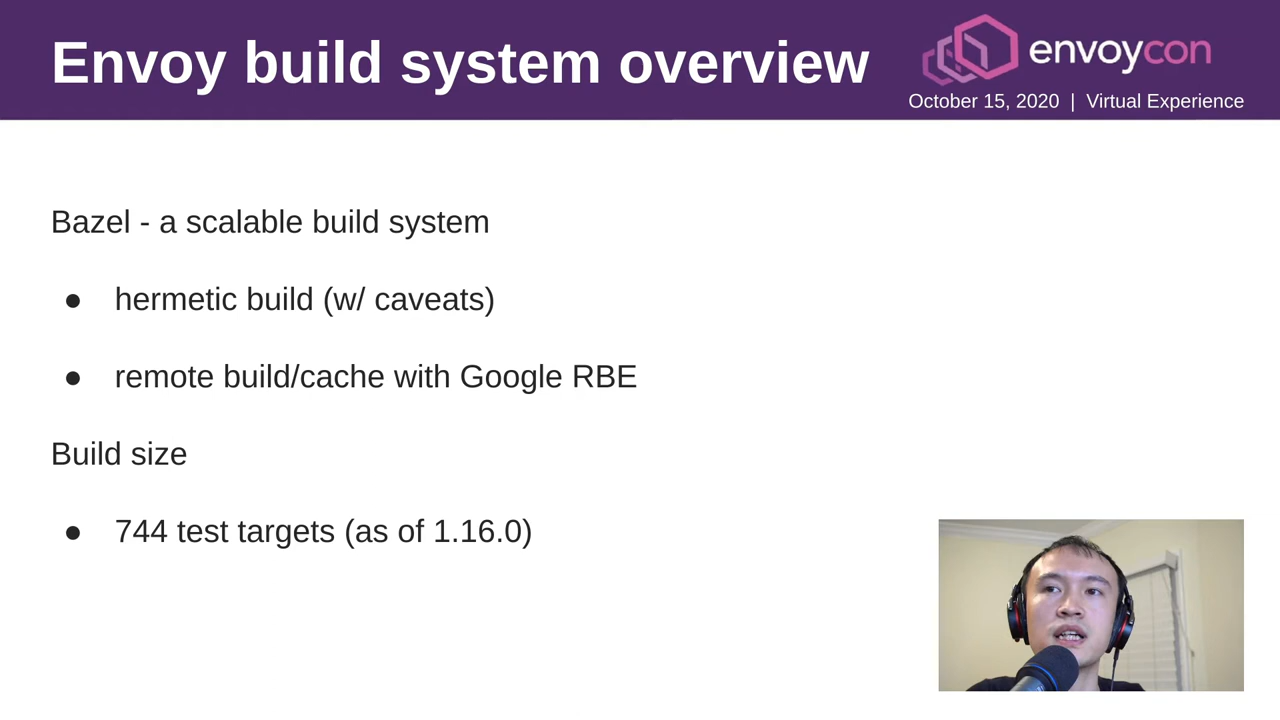 Envoy build system overview
envoycon
October 15, 2020 | Virtual Experience
Bazel - a scalable build system
● hermetic build (w/ caveats)
● remote build/cache with Google RBE
Build size
● 744 test targets (as of 1.16.0)